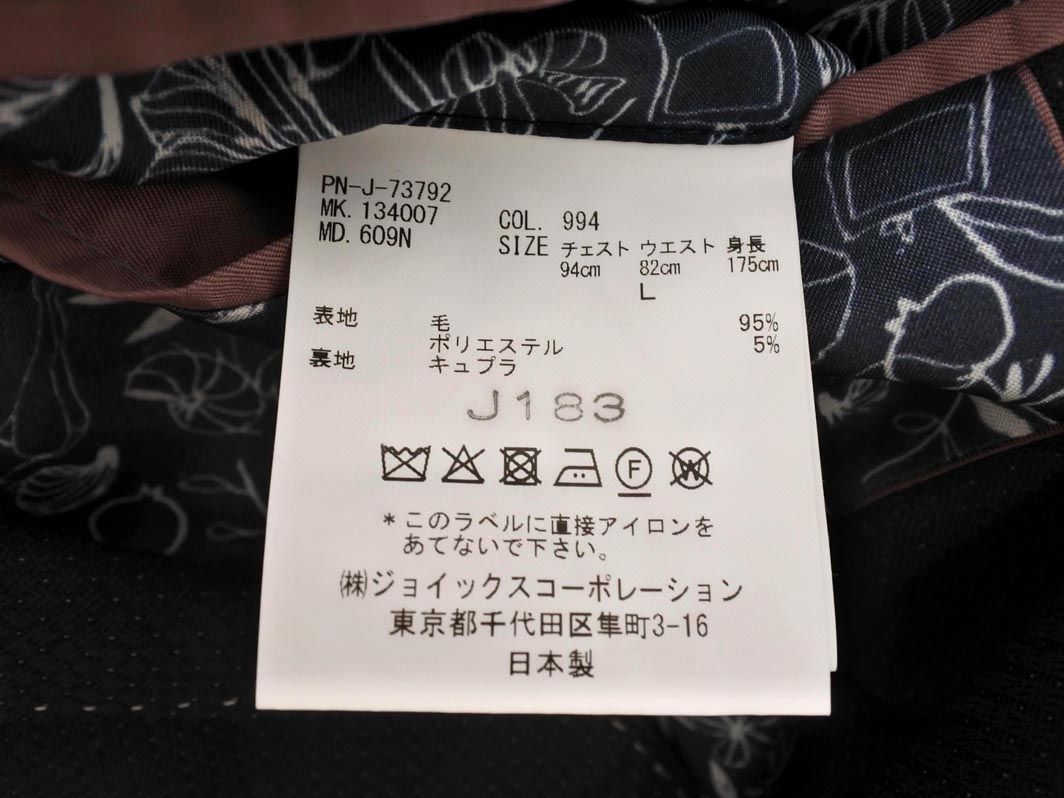 PN-J-73792
MK. 134007
MD. 609N
COL. 994
SIZE チェスト ウエスト 身長
94cm 82cm 175cm
L
表地 毛 95%
ポリエステル 5%
裏地 キュプラ
J183
F
W
*このラベルに直接アイロンを
あてないで下さい。
㈱ジョイックスコーポレーション
東京都千代田区隼町3-16
日本製